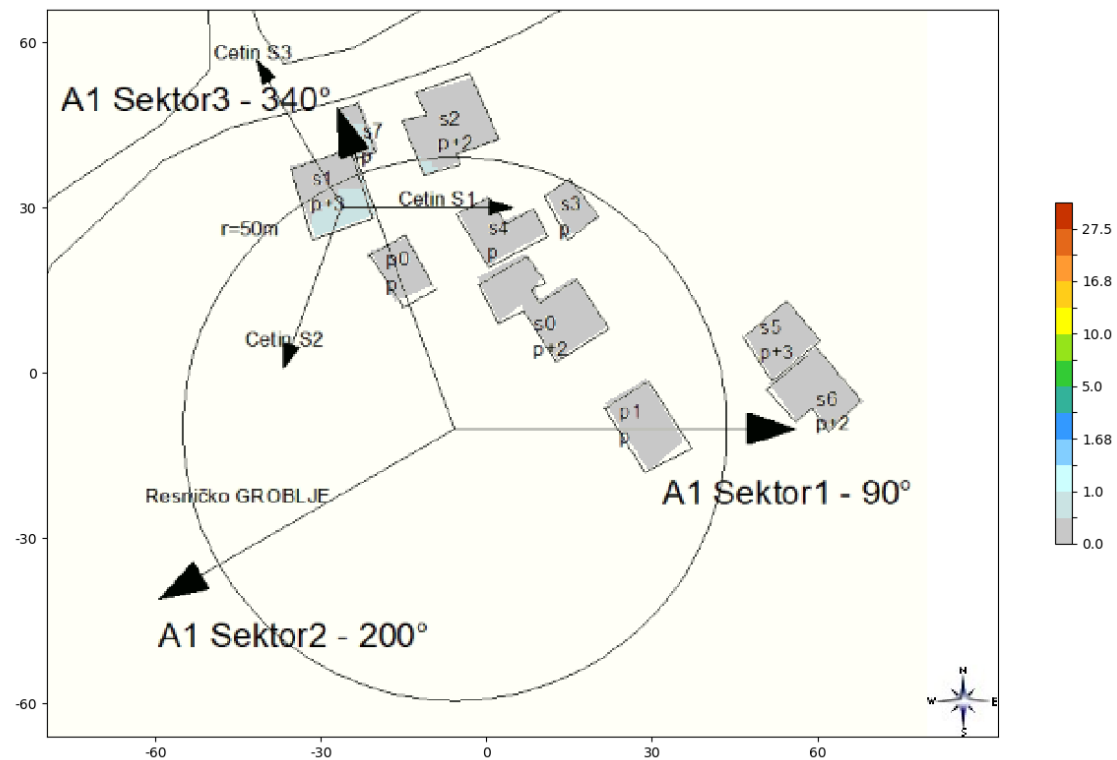 60
30
0
-30
-60
-60
-30
0
30
60
Cetin S3
A1 Sektor3 - 340°
s7
p
s2
p+2
s1
p+3
Cetin S1
s3
p
r=50m
s4
p
p0
p
s0
p+2
Cetin S2
s5
p+3
s6
p+2
p1
p
A1 Sektor1 - 90°
Resničko GROBLJE
A1 Sektor2 - 200°
N
W
E
S
27.5
16.8
10.0
5.0
1.68
1.0
0.0